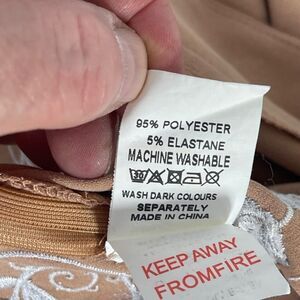 95% POLYESTER
5% ELASTANE
MACHINE WASHABLE
WASH DARK COLOURS
SEPARATELY
MADE IN CHINA
KEEP AWAY
FROMFIRE